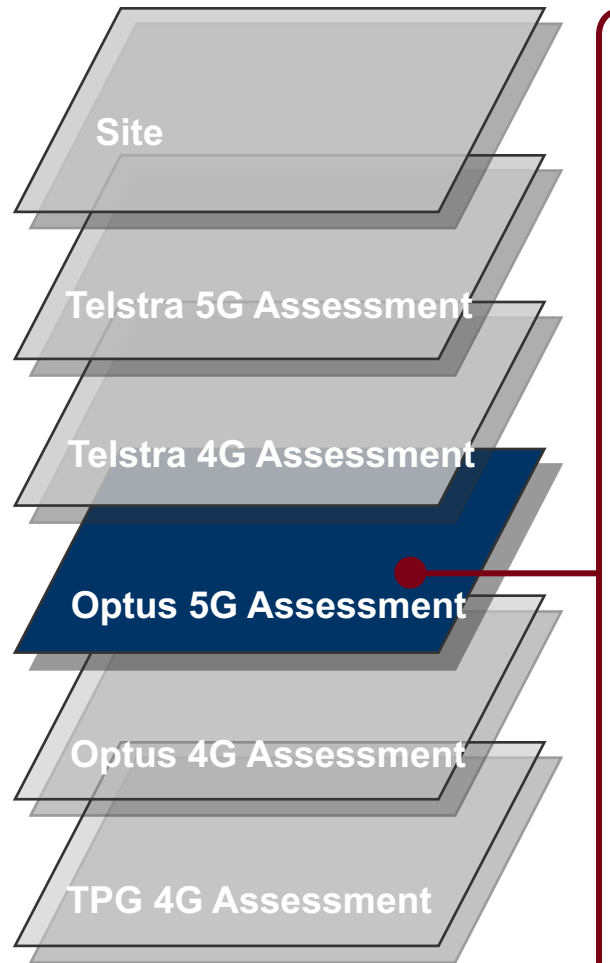 Site
Telstra 5G Assessment
Telstra 4G Assessment
Optus 5G Assessment
Optus 4G Assessment
TPG 4G Assessment